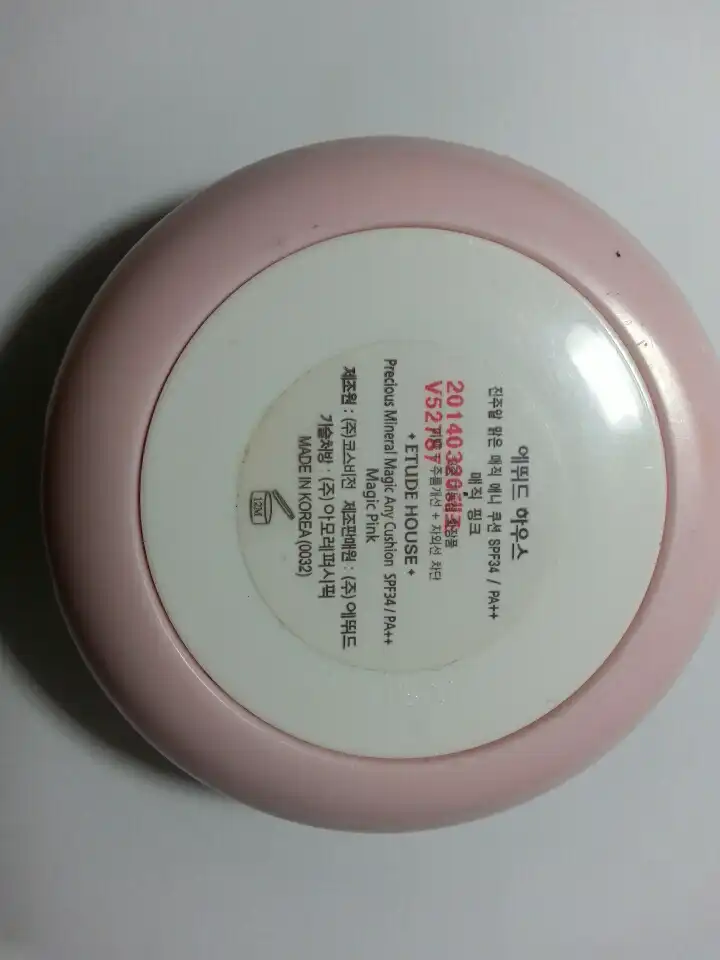 에뛰드 하우스
진주알 맑은 매직 애니 쿠션 SPF34 / PA++
매직 핑크
주름개선 + 자외선 차단
V52787
* ETUDE HOUSE *
Precious Mineral Magic Any Cushion SPF34 / PA++
Magic Pink
제조원 : (주)코스비전 제조판매원 : (주)에뛰드
기술처방 : (주)아모레퍼시픽
MADE IN KOREA (0032)
12M